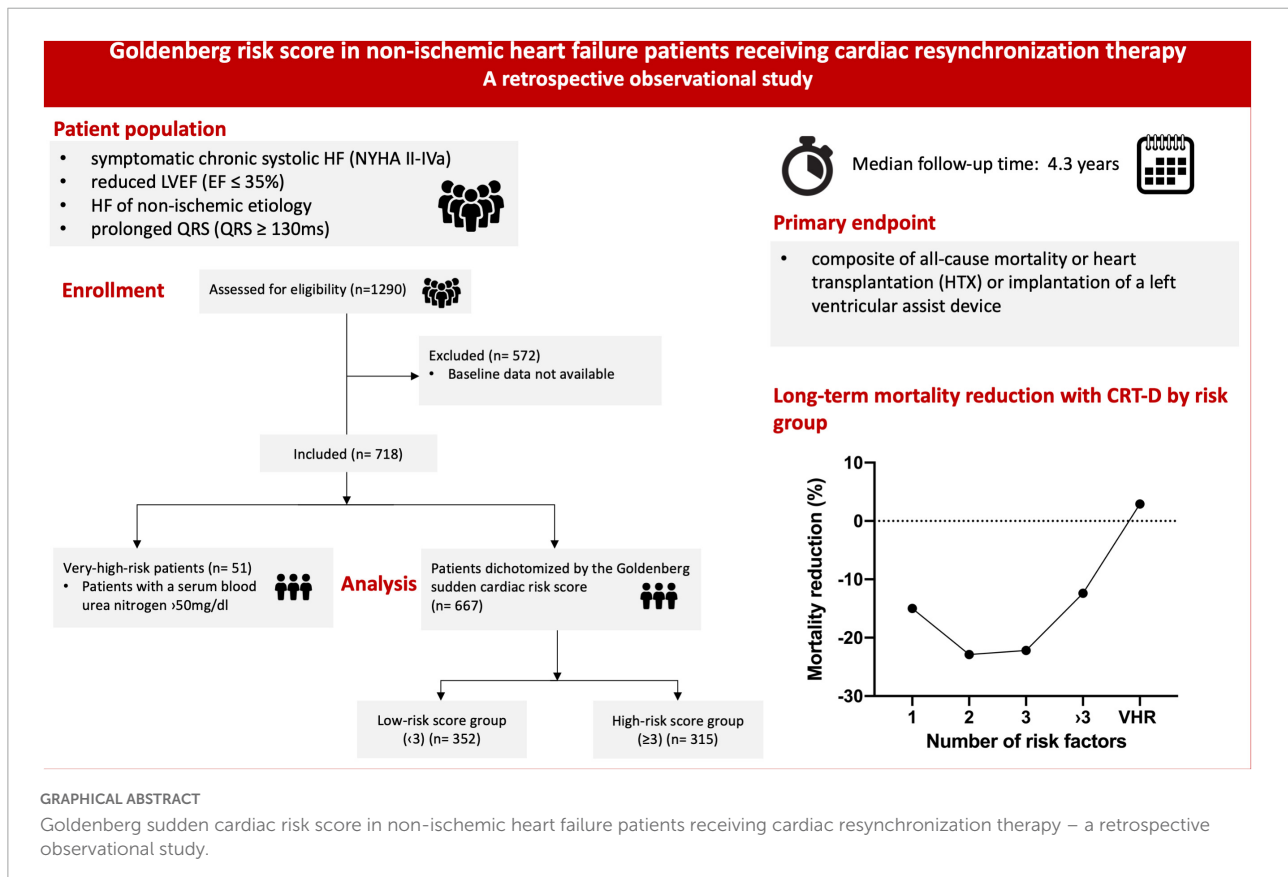 Goldenberg risk score in non-ischemic heart failure patients receiving cardiac resynchronization therapy
A retrospective observational study
Patient population
• symptomatic chronic systolic HF (NYHA II-IVa)
• reduced LVEF (EF ≤ 35%)
• HF of non-ischemic etiology
• prolonged QRS (QRS ≥ 130ms)
Enrollment
Assessed for eligibility (n=1290)
Excluded (n= 572)
• Baseline data not available
Included (n= 718)
Very-high-risk patients (n= 51)
• Patients with a serum blood
urea nitrogen ›50mg/dl
Analysis
Patients dichotomized by the Goldenberg
sudden cardiac risk score
(n= 667)
Low-risk score group
(‹3) (n= 352)
High-risk score group
(≥3) (n= 315)
Median follow-up time: 4.3 years
Primary endpoint
• composite of all-cause mortality or heart
transplantation (HTX) or implantation of a left
ventricular assist device
Long-term mortality reduction with CRT-D by risk
group
Mortality reduction (%)
10
0
-10
-20
-30
1 2 3 ›3 VHR
Number of risk factors
GRAPHICAL ABSTRACT
Goldenberg sudden cardiac risk score in non-ischemic heart failure patients receiving cardiac resynchronization therapy – a retrospective
observational study.